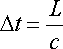 Δt = L/c